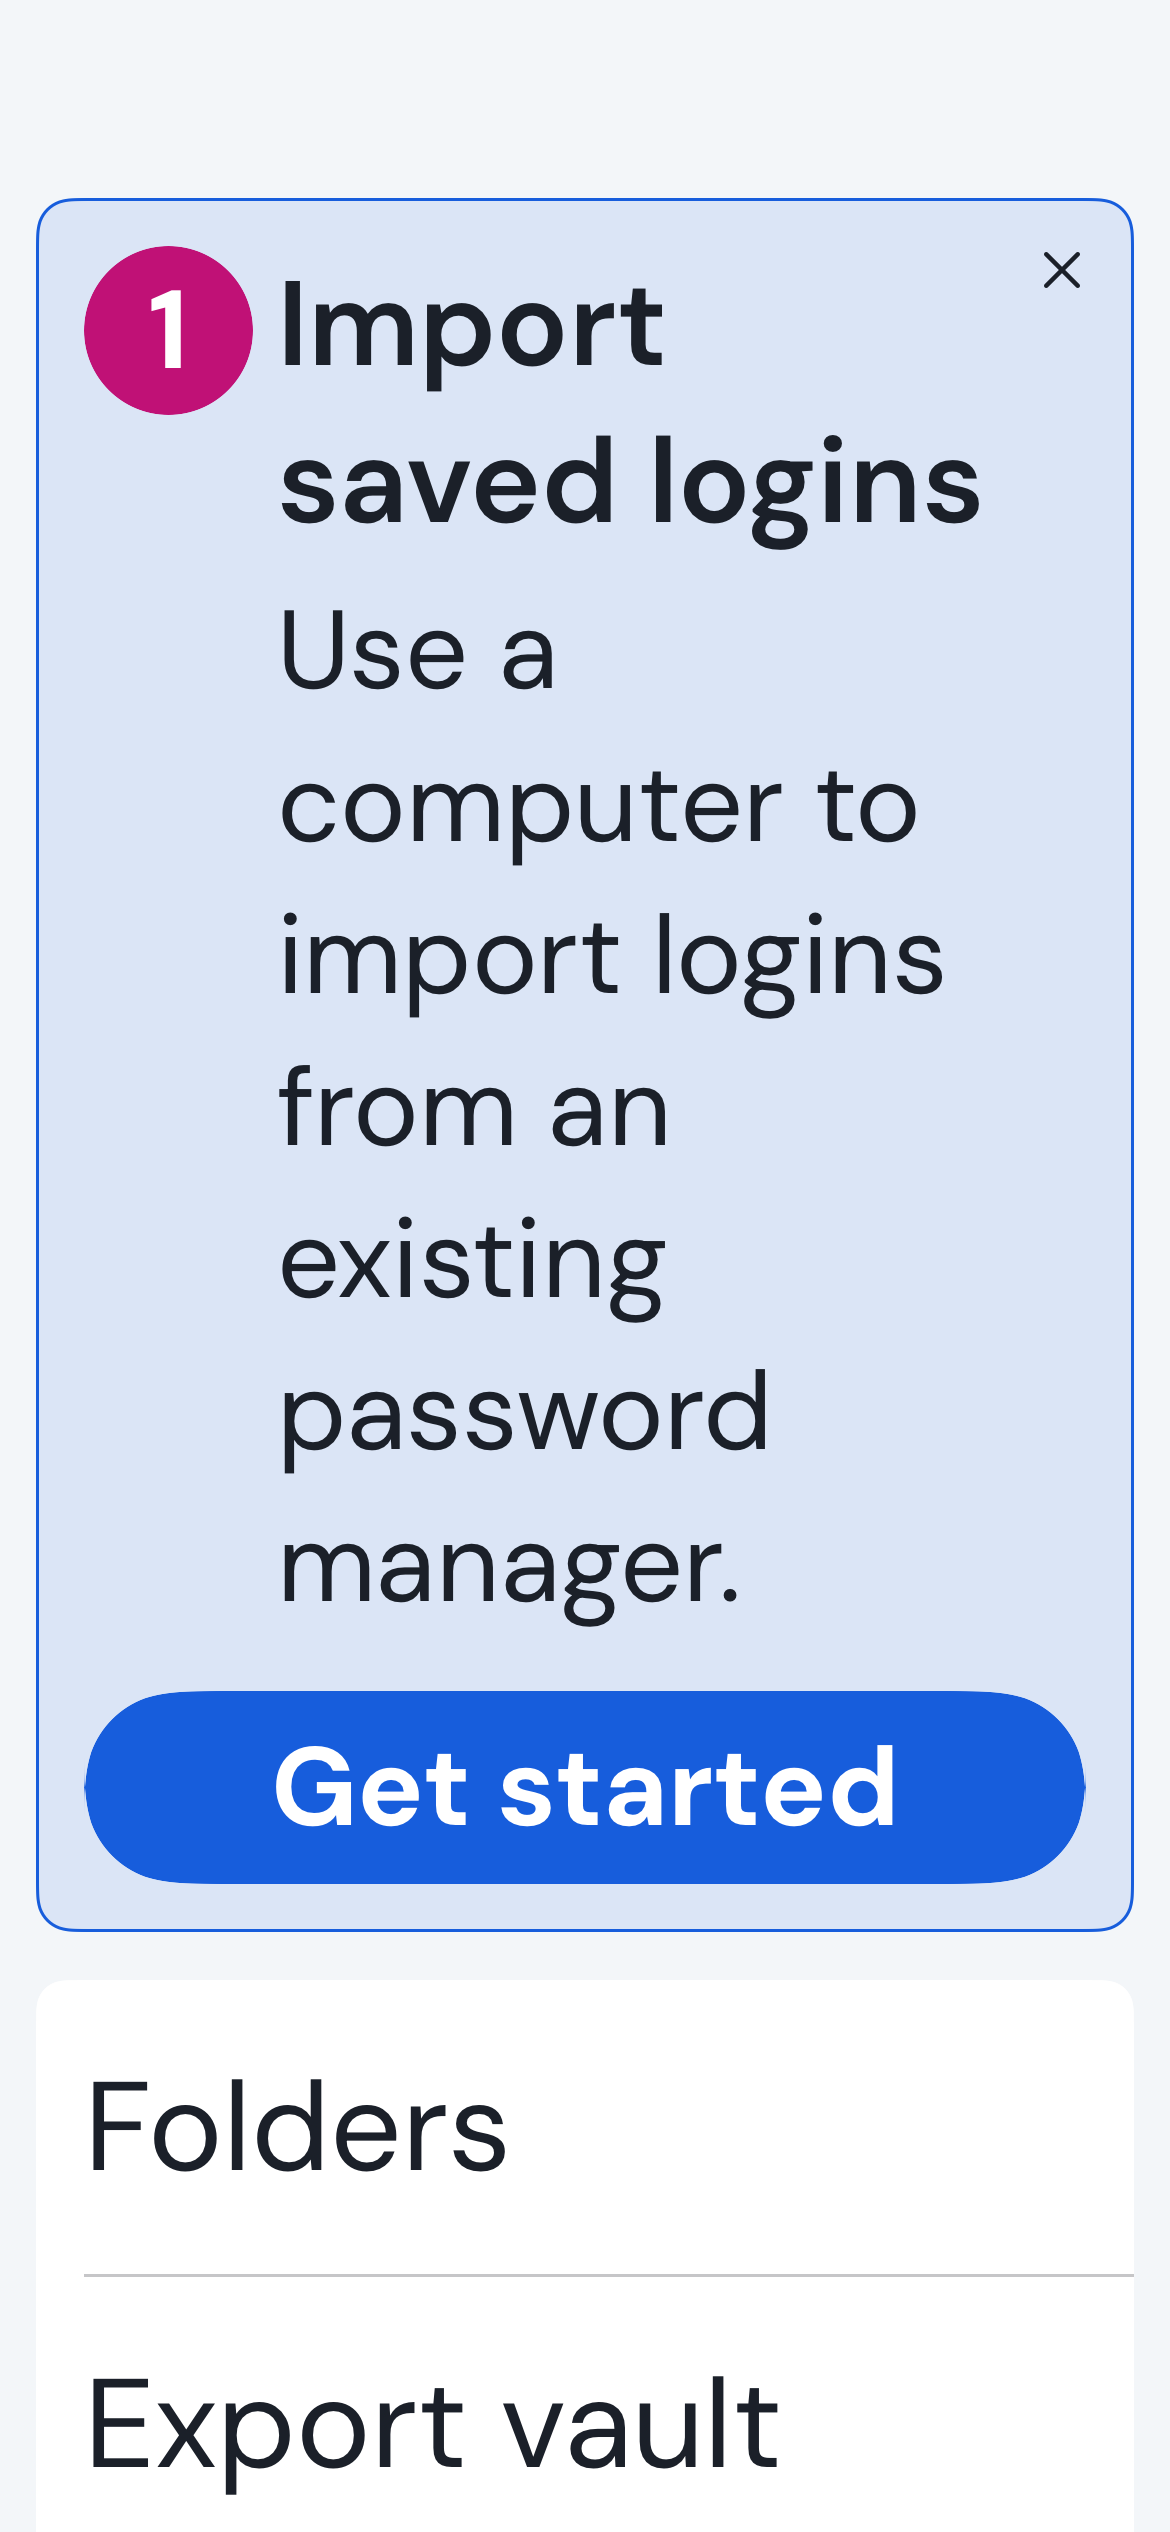 1
Import
saved logins
Use a
computer to
import logins
from an
existing
password
manager.
Get started
Folders
Export vault